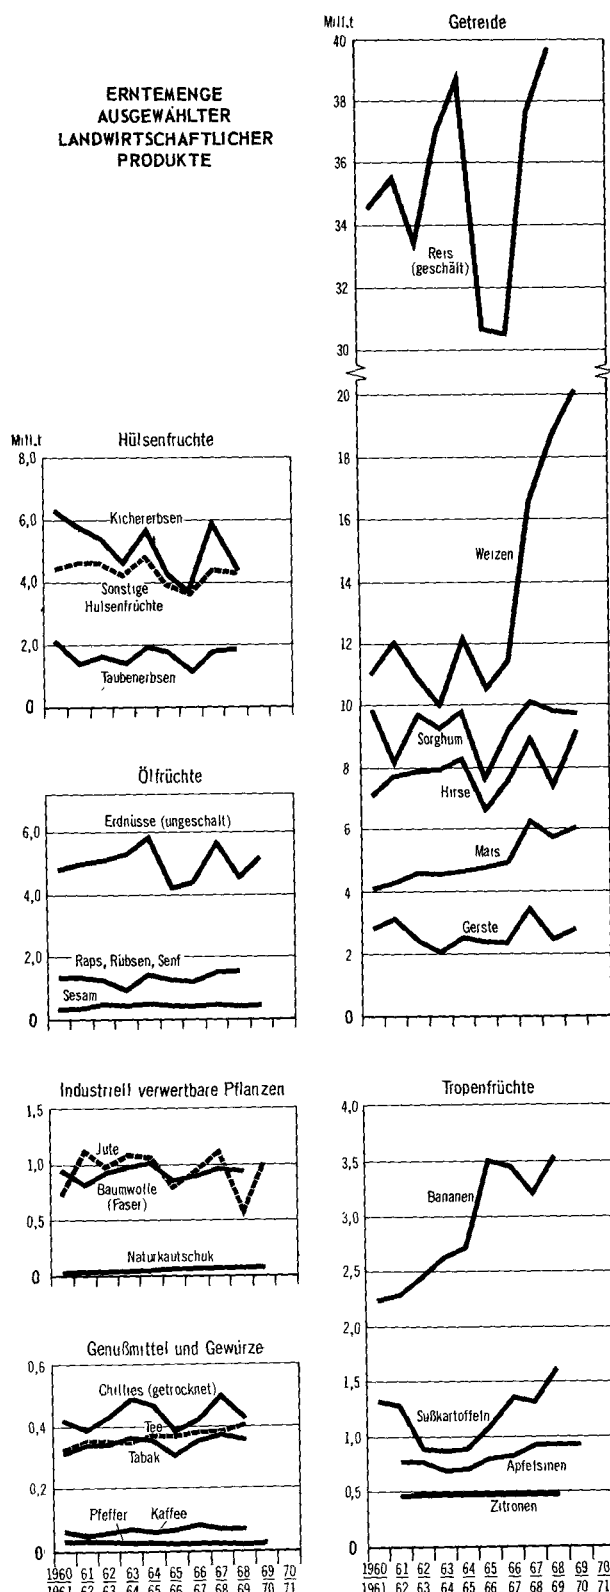 ERNTEMENGE
AUSGEWÄHLTER
LANDWIRTSCHAFTLICHER
PRODUKTE
Mill.t
Getreide
40
38
36
34
32
30
Reis
(geschält)
20
18
16
14
12
10
8
6
4
2
0
Weizen
Sorghum
Hirse
Mais
Gerste
Mill.t
Hülsenfruchte
8,0
6,0
4,0
2,0
0
Kichererbsen
Sonstige
Hulsenfrüchte
Taubenerbsen
Ölfrüchte
6,0
4,0
2,0
0
Erdnüsse (ungeschalt)
Raps, Rübsen, Senf
Sesam
Industriell verwertbare Pflanzen
1,5
1,0
0,5
0
Jute
Baumwolle
(Faser)
Naturkautschuk
Tropenfrüchte
4,0
3,5
3,0
2,5
2,0
1,5
1,0
0,5
0
Bananen
Sußkartoffeln
Apfelsinen
Zitronen
Genußmittel und Gewürze
0,6
0,4
0,2
0
Chillies (getrocknet)
Tee
Tabak
Pfeffer
Kaffee
1960 61 62 63 64 65 66 67 68 69 70
1961 62 63 64 65 66 67 68 69 70 71
1960 61 62 63 64 65 66 67 68 69 70
1961 62 63 64 65 66 67 68 69 70 71